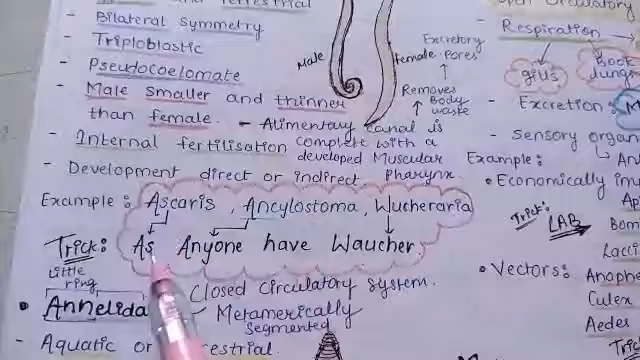 - Bilateral Symmetry
- Triploblastic
- Pseudocoelomate
- Male smaller and thinner
than female.
- Alimentary canal is
complete with a
developed Muscular
Pharynx.
- Internal fertilisation
- Development direct or indirect
Example: Ascaris, Ancylostoma, Wucheraria
Trick: As Anyone have Waucher.
Little
ring
• Annelida
- Closed Circulatory system.
- Metamerically
Segmented
- Aquatic or
Male
Female
Excretory
Pores
Removes
Body
waste
- Respiration
gills
Book
lungs
- Excretion:
- Sensory organ
Example:
• Economically im
Trick:
LAB
Bom
Lacci
• Vectors: Anophe
Culex
Aedes
Trick